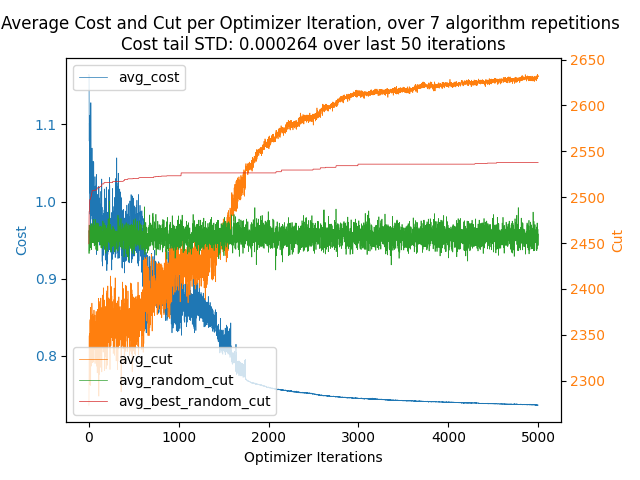 Average Cost and Cut per Optimizer Iteration, over 7 algorithm repetitions
Cost tail STD: 0.000264 over last 50 iterations
avg_cost
1.1
1.0
0.9
0.8
Cost
2650
2600
2550
2500
2450
2400
2350
2300
Cut
avg_cut
avg_random_cut
avg_best_random_cut
0 1000 2000 3000 4000 5000
Optimizer Iterations